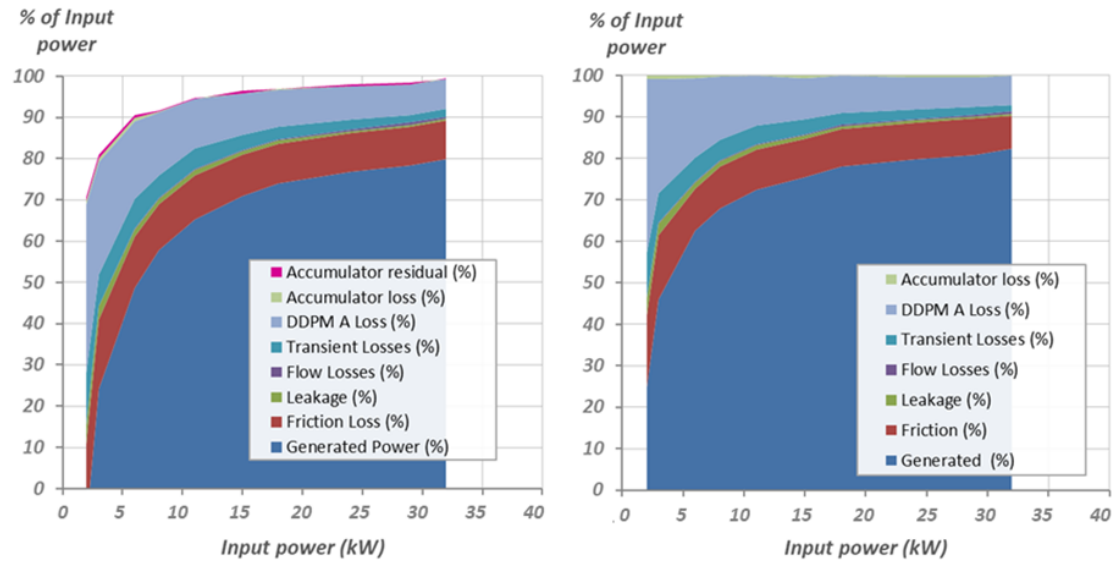 % of Input
power
100
90
80
70
60
50
40
30
20
10
0
Accumulator residual (%)
Accumulator loss (%)
DDPM A Loss (%)
Transient Losses (%)
Flow Losses (%)
Leakage (%)
Friction Loss (%)
Generated Power (%)
0 5 10 15 20 25 30 35 40
Input power (kW)
% of Input
power
100
90
80
70
60
50
40
30
20
10
0
Accumulator loss (%)
DDPM A Loss (%)
Transient Losses (%)
Flow Losses (%)
Leakage (%)
Friction (%)
Generated (%)
0 5 10 15 20 25 30 35 40
Input power (kW)